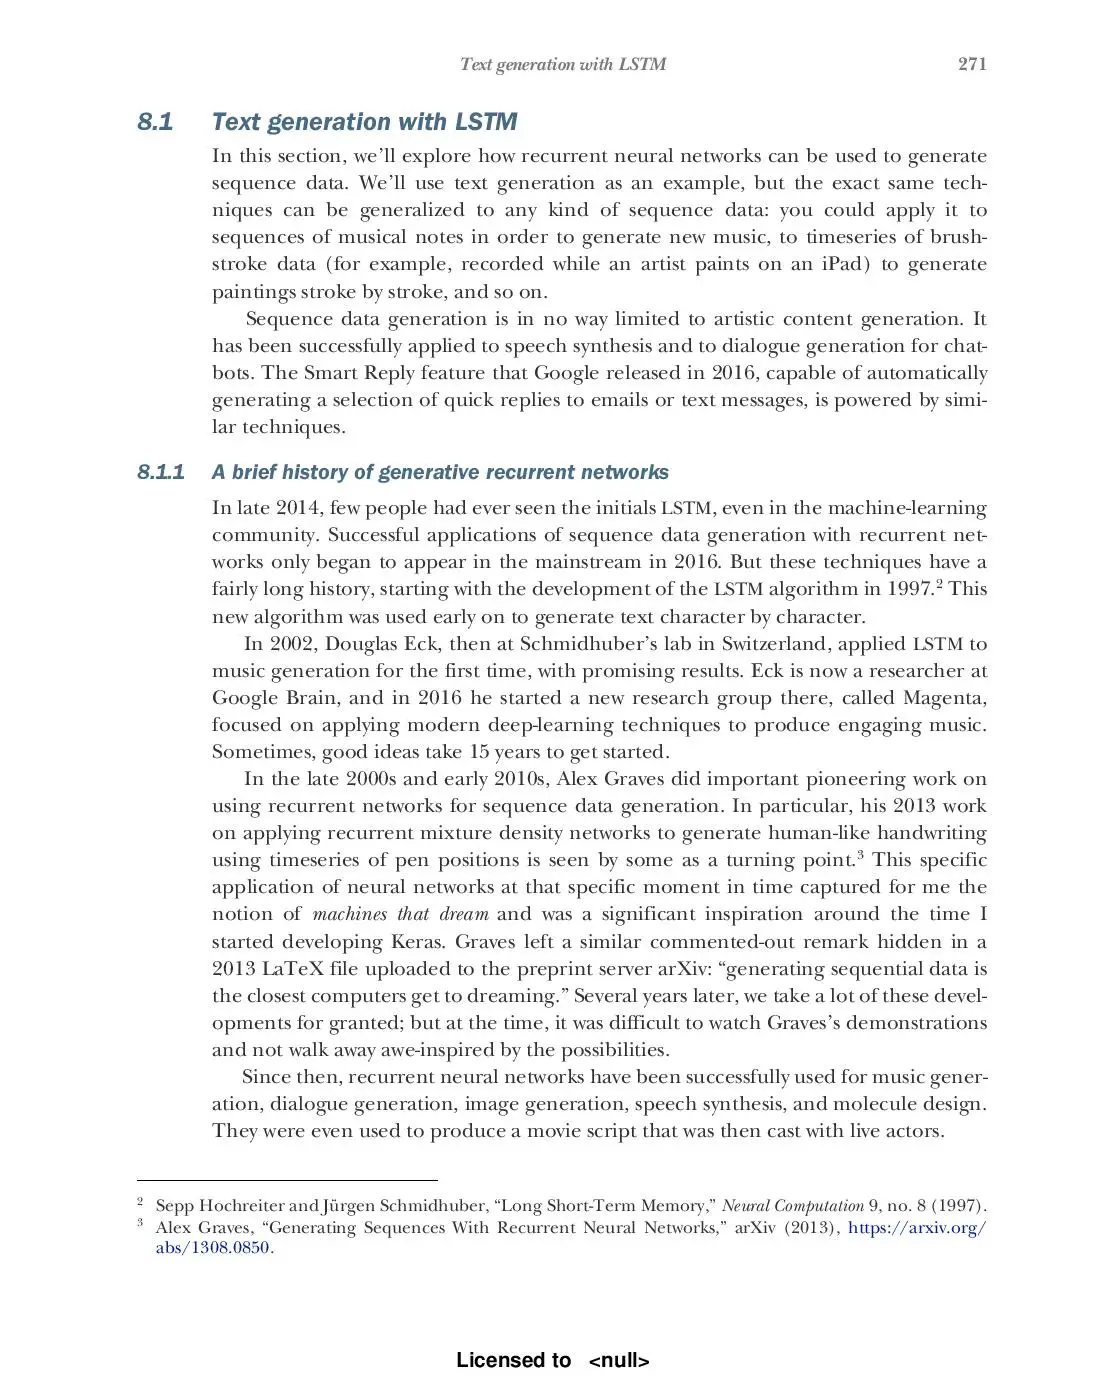 Text generation with LSTM 271
8.1 Text generation with LSTM
In this section, we’ll explore how recurrent neural networks can be used to generate
sequence data. We’ll use text generation as an example, but the exact same tech-
niques can be generalized to any kind of sequence data: you could apply it to
sequences of musical notes in order to generate new music, to timeseries of brush-
stroke data (for example, recorded while an artist paints on an iPad) to generate
paintings stroke by stroke, and so on.
Sequence data generation is in no way limited to artistic content generation. It
has been successfully applied to speech synthesis and to dialogue generation for chat-
bots. The Smart Reply feature that Google released in 2016, capable of automatically
generating a selection of quick replies to emails or text messages, is powered by simi-
lar techniques.
8.1.1 A brief history of generative recurrent networks
In late 2014, few people had ever seen the initials LSTM, even in the machine-learning
community. Successful applications of sequence data generation with recurrent net-
works only began to appear in the mainstream in 2016. But these techniques have a
fairly long history, starting with the development of the LSTM algorithm in 1997.² This
new algorithm was used early on to generate text character by character.
In 2002, Douglas Eck, then at Schmidhuber’s lab in Switzerland, applied LSTM to
music generation for the first time, with promising results. Eck is now a researcher at
Google Brain, and in 2016 he started a new research group there, called Magenta,
focused on applying modern deep-learning techniques to produce engaging music.
Sometimes, good ideas take 15 years to get started.
In the late 2000s and early 2010s, Alex Graves did important pioneering work on
using recurrent networks for sequence data generation. In particular, his 2013 work
on applying recurrent mixture density networks to generate human-like handwriting
using timeseries of pen positions is seen by some as a turning point.³ This specific
application of neural networks at that specific moment in time captured for me the
notion of machines that dream and was a significant inspiration around the time I
started developing Keras. Graves left a similar commented-out remark hidden in a
2013 LaTeX file uploaded to the preprint server arXiv: “generating sequential data is
the closest computers get to dreaming.” Several years later, we take a lot of these devel-
opments for granted; but at the time, it was difficult to watch Graves’s demonstrations
and not walk away awe-inspired by the possibilities.
Since then, recurrent neural networks have been successfully used for music gener-
ation, dialogue generation, image generation, speech synthesis, and molecule design.
They were even used to produce a movie script that was then cast with live actors.
² Sepp Hochreiter and Jürgen Schmidhuber, “Long Short-Term Memory,” Neural Computation 9, no. 8 (1997).
³ Alex Graves, “Generating Sequences With Recurrent Neural Networks,” arXiv (2013), https://arxiv.org/
abs/1308.0850.
Licensed to <null>